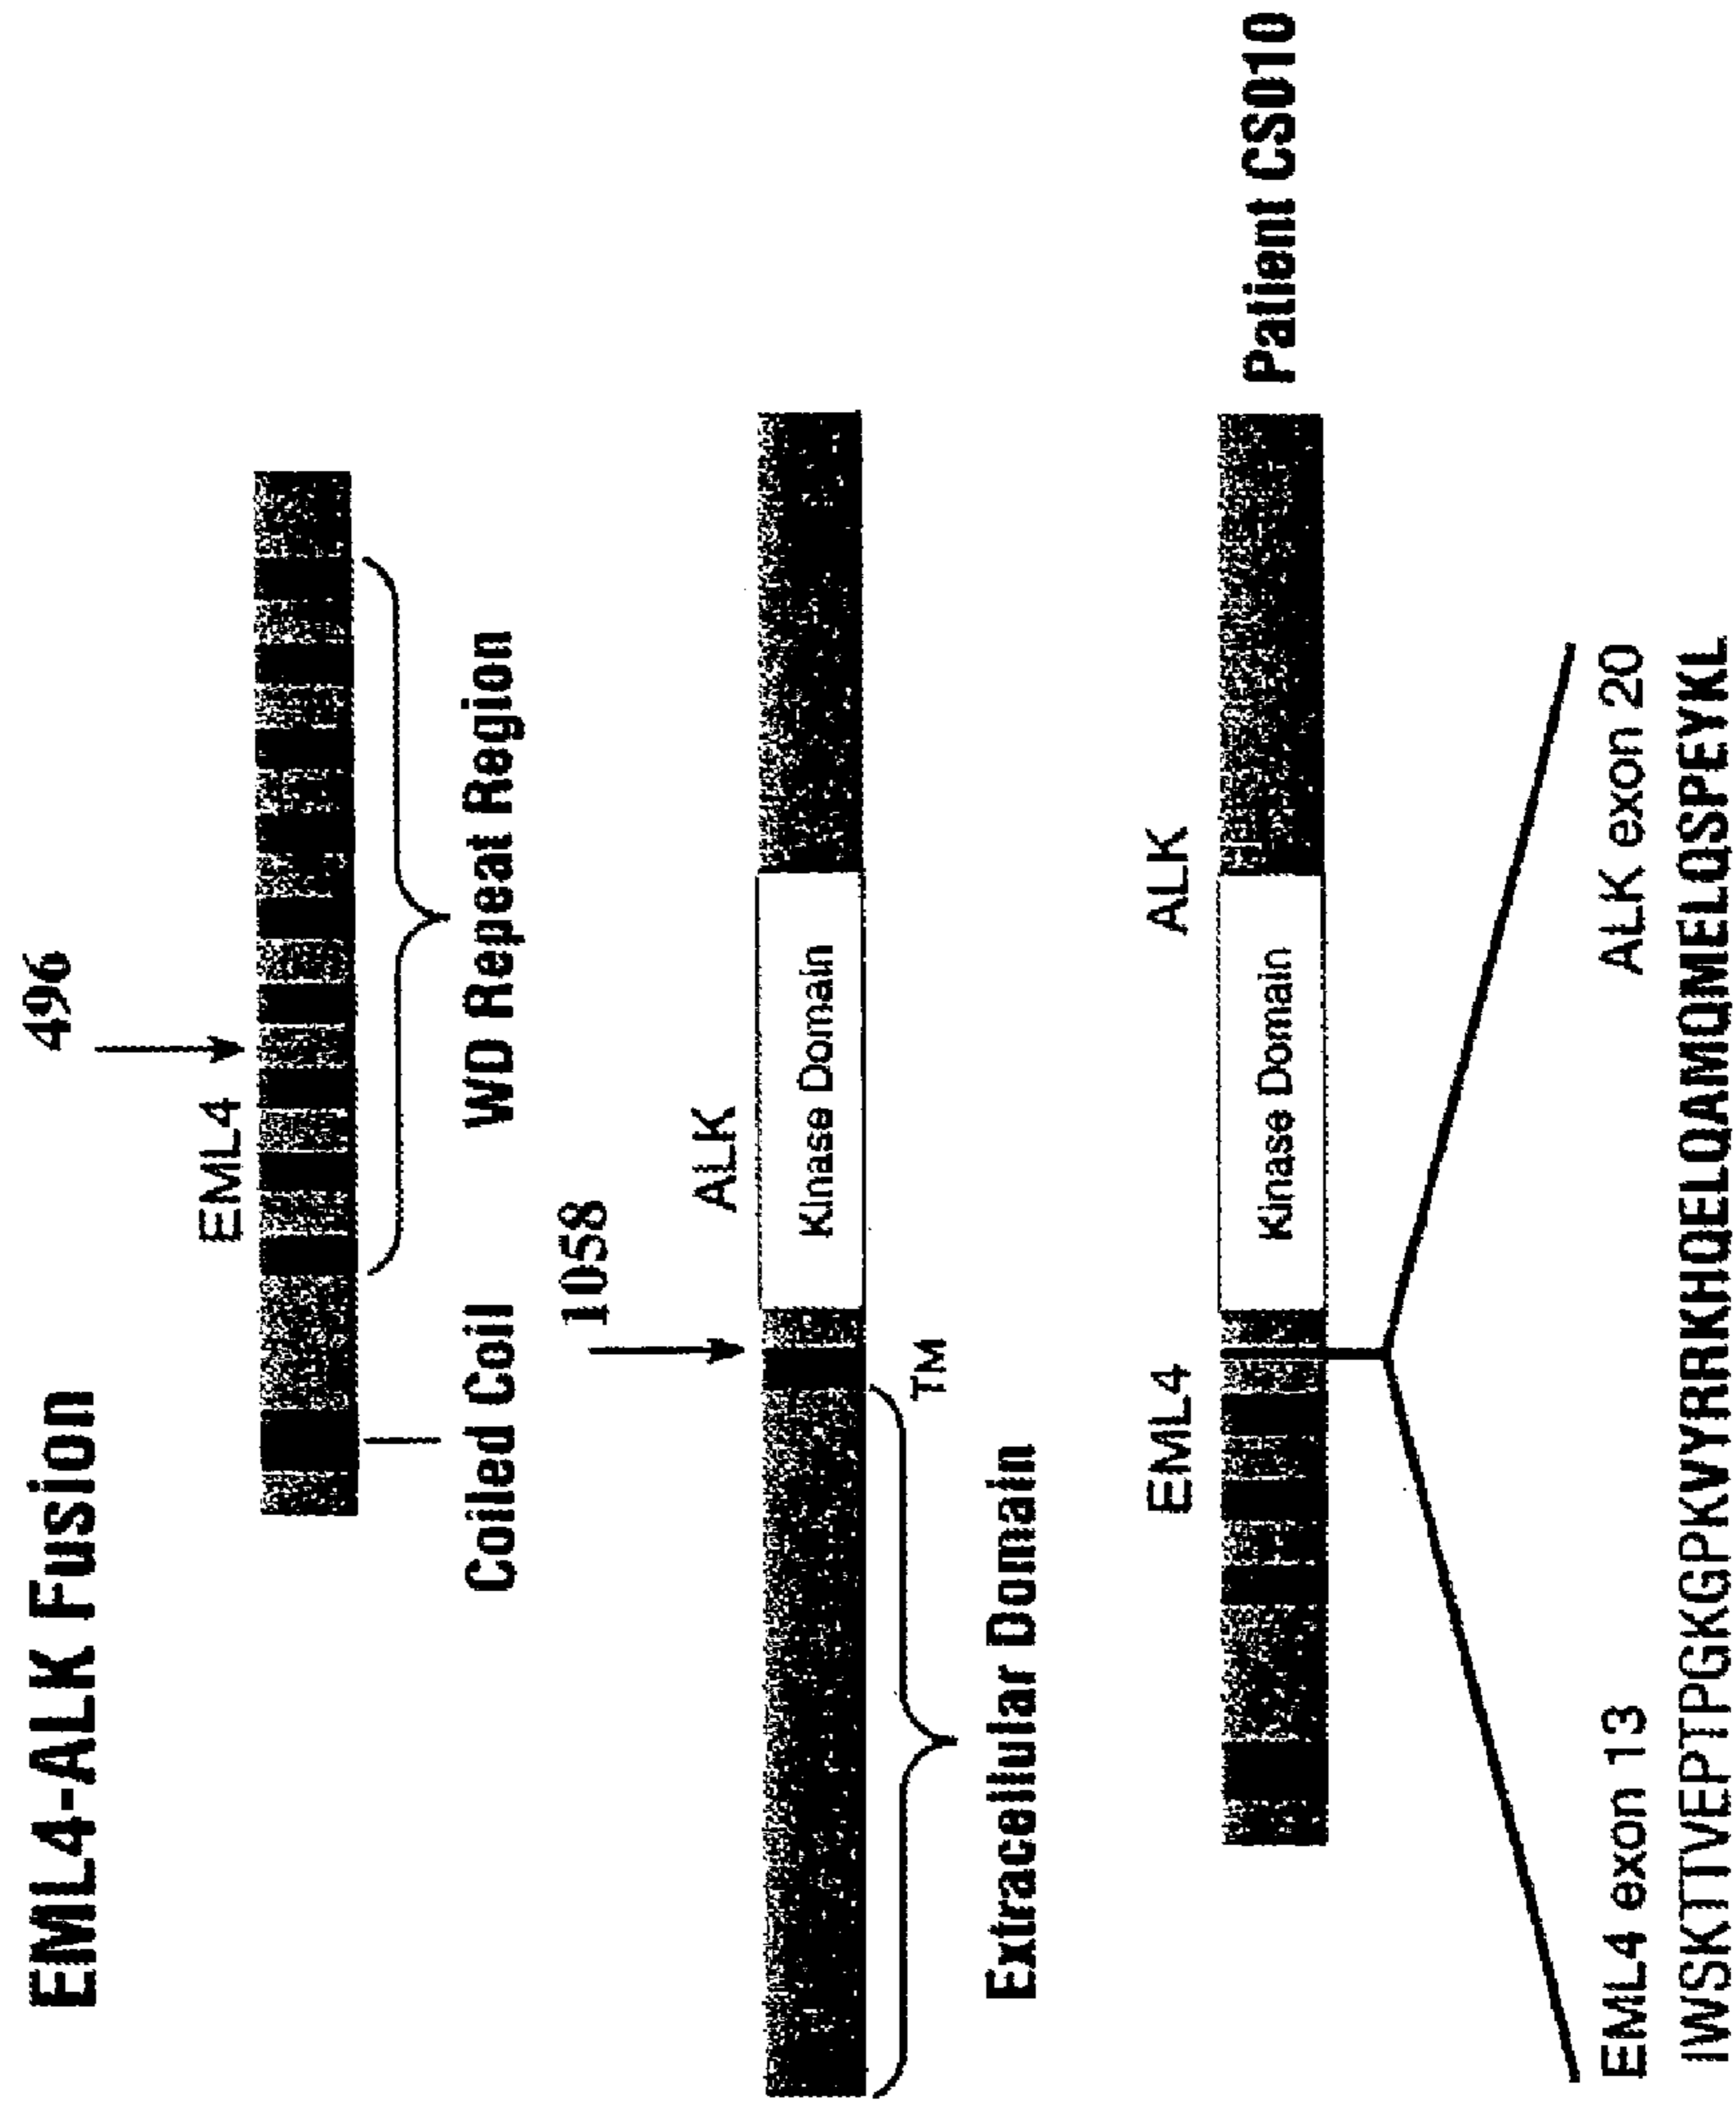 EML4-ALK Fusion
496
EML4
Coiled Coil
WD Repeat Region
1058
ALK
Kinase Domain
TM
Extracellular Domain
EML4
ALK
Kinase Domain
Patient CS010
EML4 exon 13
ALK exon 20
IWSKTTVEPTPGKGPKVYRRKHQELQAMQMELQSPEYKL